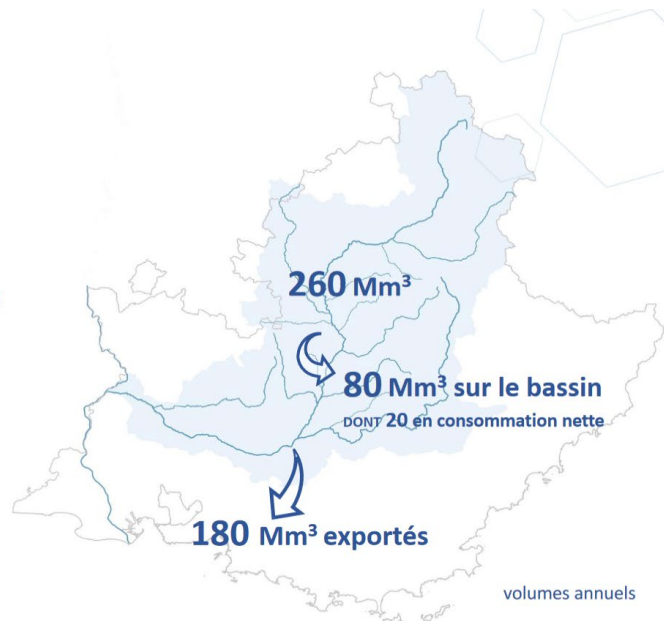 260 Mm³
80 Mm³ sur le bassin
DONT 20 en consommation nette
180 Mm³ exportés
volumes annuels